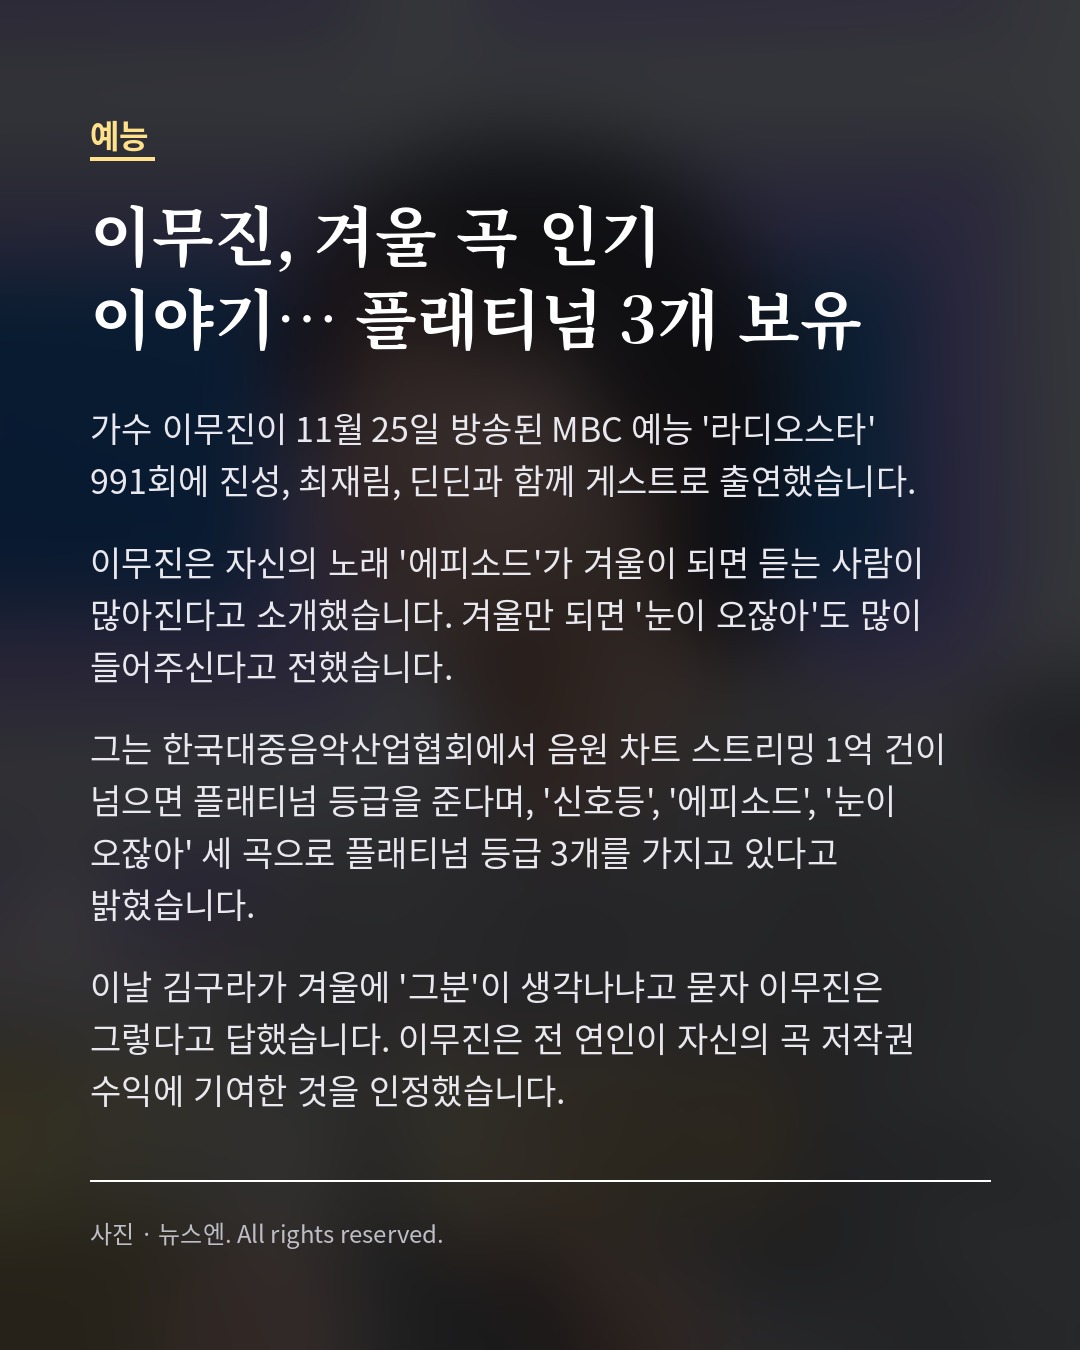 예능
이무진, 겨울 곡 인기
이야기… 플래티넘 3개 보유
가수 이무진이 11월 25일 방송된 MBC 예능 '라디오스타'
991회에 진성, 최재림, 딘딘과 함께 게스트로 출연했습니다.
이무진은 자신의 노래 '에피소드'가 겨울이 되면 듣는 사람이
많아진다고 소개했습니다. 겨울만 되면 '눈이 오잖아'도 많이
들어주신다고 전했습니다.
그는 한국대중음악산업협회에서 음원 차트 스트리밍 1억 건이
넘으면 플래티넘 등급을 준다며, '신호등', '에피소드', '눈이
오잖아' 세 곡으로 플래티넘 등급 3개를 가지고 있다고
밝혔습니다.
이날 김구라가 겨울에 '그분'이 생각나냐고 묻자 이무진은
그렇다고 답했습니다. 이무진은 전 연인이 자신의 곡 저작권
수익에 기여한 것을 인정했습니다.
사진 · 뉴스엔. All rights reserved.